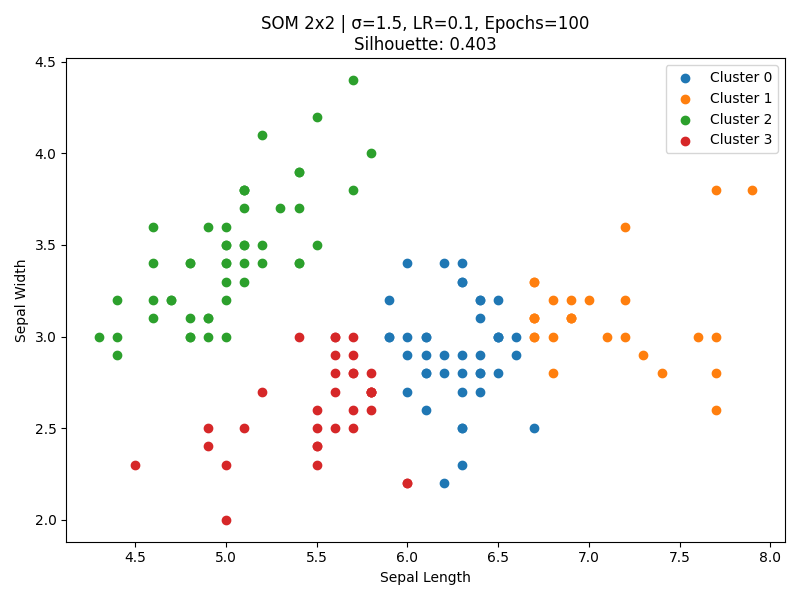 SOM 2x2 | σ=1.5, LR=0.1, Epochs=100
Silhouette: 0.403
Cluster 0
Cluster 1
Cluster 2
Cluster 3
Sepal Width
4.5
4.0
3.5
3.0
2.5
2.0
4.5 5.0 5.5 6.0 6.5 7.0 7.5 8.0
Sepal Length